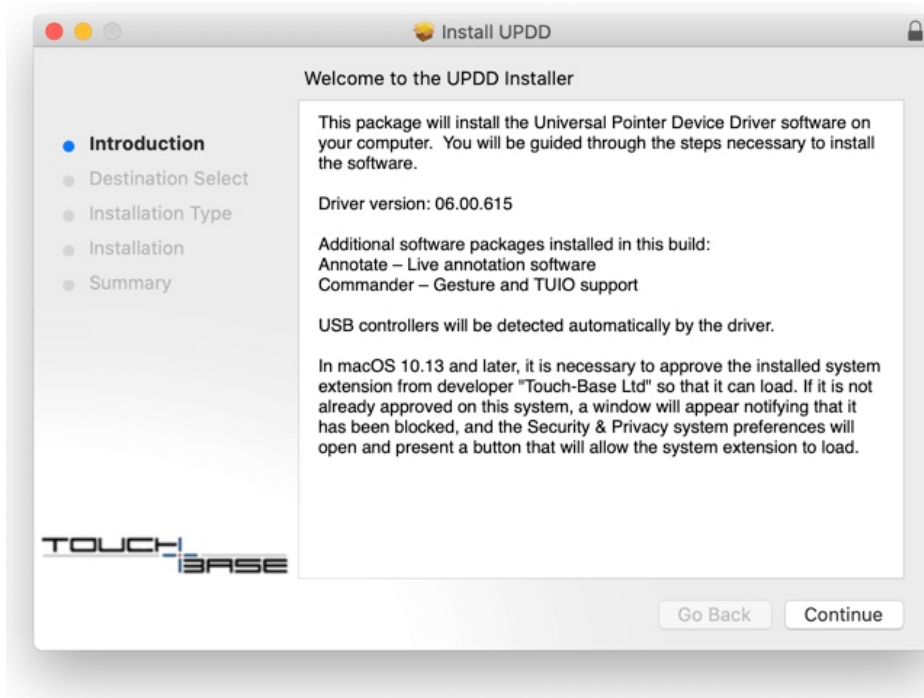 Install UPDD
Welcome to the UPDD Installer
Introduction
Destination Select
Installation Type
Installation
Summary
This package will install the Universal Pointer Device Driver software on
your computer.  You will be guided through the steps necessary to install
the software.
Driver version: 06.00.615
Additional software packages installed in this build:
Annotate – Live annotation software
Commander – Gesture and TUIO support
USB controllers will be detected automatically by the driver.
In macOS 10.13 and later, it is necessary to approve the installed system
extension from developer "Touch-Base Ltd" so that it can load. If it is not
already approved on this system, a window will appear notifying that it
has been blocked, and the Security & Privacy system preferences will
open and present a button that will allow the system extension to load.
TOUCH
BASE
Go Back
Continue